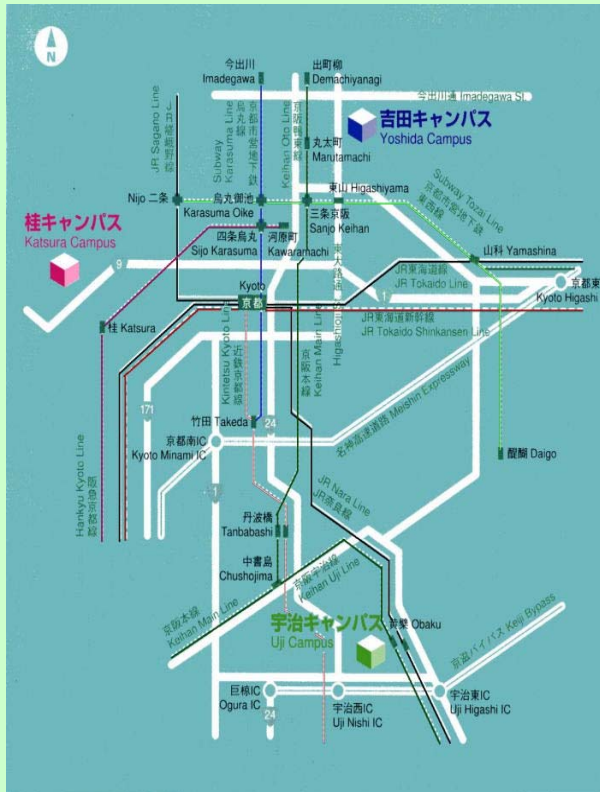 N
今出川
Imadegawa
出町柳
Demachiyanagi
今出川通 Imadegawa St.
JR Sagano Line
JR嵯峨野線
Subway
Karasuma Line
京都市営地下鉄
烏丸線
Keihan Oto Line
京阪鴨東線
吉田キャンパス
Yoshida Campus
丸太町
Marutamachi
Nijo 二条
烏丸御池
Karasuma Oike
東山 Higashiyama
三条京阪
Sanjo Keihan
Subway Tozai Line
京都市営地下鉄
東西線
桂キャンパス
Katsura Campus
四条烏丸
Sijo Karasuma
河原町
Kawaramachi
山科 Yamashina
9
東大路通
JR東海道線
JR Tokaido Line
京都東
Kyoto Higashi
1
Kyoto
京都
JR東海道新幹線
JR Tokaido Shinkansen Line
桂 Katsura
Kintetsu Kyoto Line
近鉄京都線
京阪本線
Keihan Main Line
171
竹田 Takeda
24
京都南IC
Kyoto Minami IC
名神高速道路 Meishin Expressway
醍醐 Daigo
Hankyu Kyoto Line
阪急京都線
1
JR Nara Line
JR奈良線
丹波橋
Tanbabashi
中書島
Chushojima
京阪宇治線
Keihan Uji Line
京阪本線
Keihan Main Line
宇治キャンパス
Uji Campus
黄檗 Obaku
京滋バイパス Keiji Bypass
巨椋IC
Ogura IC
宇治西IC
Uji Nishi IC
宇治東IC
Uji Higashi IC
24